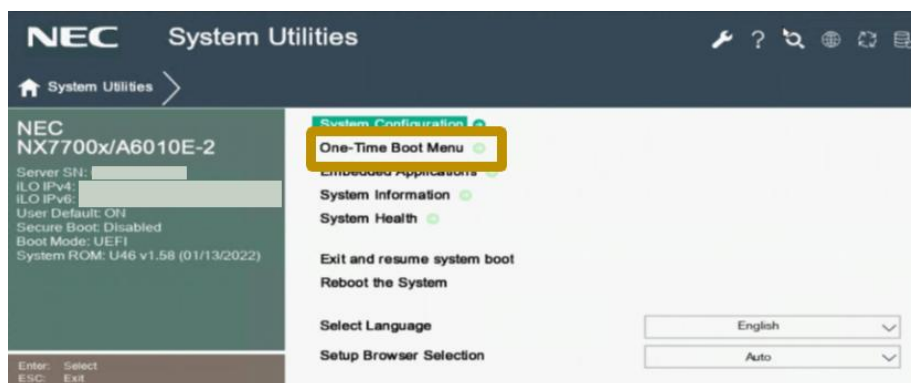 NEC System Utilities
?
System Utilities
NEC
NX7700x/A6010E-2
Server SN:
iLO IPv4:
iLO IPv6:
User Default: ON
Secure Boot: Disabled
Boot Mode: UEFI
System ROM: U46 v1.58 (01/13/2022)
Enter: Select
ESC: Exit
System Configuration
One-Time Boot Menu
Embedded Applications
System Information
System Health
Exit and resume system boot
Reboot the System
Select Language English
Setup Browser Selection Auto